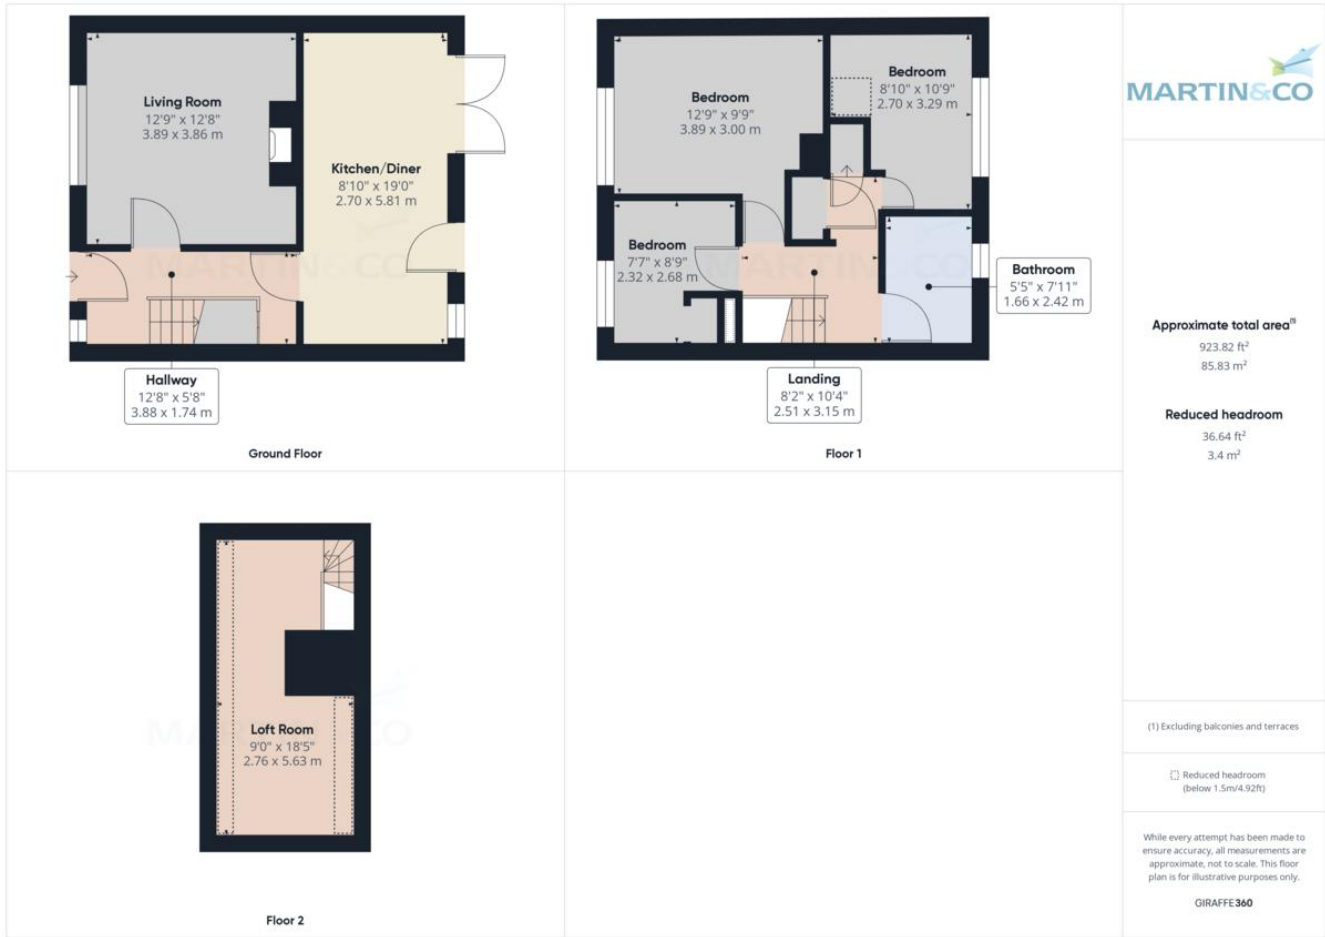 Living Room
12'9" x 12'8"
3.89 x 3.86 m
Kitchen/Diner
8'10" x 19'0"
2.70 x 5.81 m
MARTIN&CO
Hallway
12'8" x 5'8"
3.88 x 1.74 m
Ground Floor
Bedroom
12'9" x 9'9"
3.89 x 3.00 m
Bedroom
8'10" x 10'9"
2.70 x 3.29 m
Bedroom
7'7" x 8'9"
2.32 x 2.68 m
MARTIN&CO
Bathroom
5'5" x 7'11"
1.66 x 2.42 m
Landing
8'2" x 10'4"
2.51 x 3.15 m
Floor 1
Loft Room
9'0" x 18'5"
2.76 x 5.63 m
MARTIN&CO
Floor 2
MARTIN&CO
Approximate total area⁽¹⁾
923.82 ft²
85.83 m²
Reduced headroom
36.64 ft²
3.4 m²
(1) Excluding balconies and terraces
Reduced headroom
(below 1.5m/4.92ft)
While every attempt has been made to
ensure accuracy, all measurements are
approximate, not to scale. This floor
plan is for illustrative purposes only.
GIRAFFE360